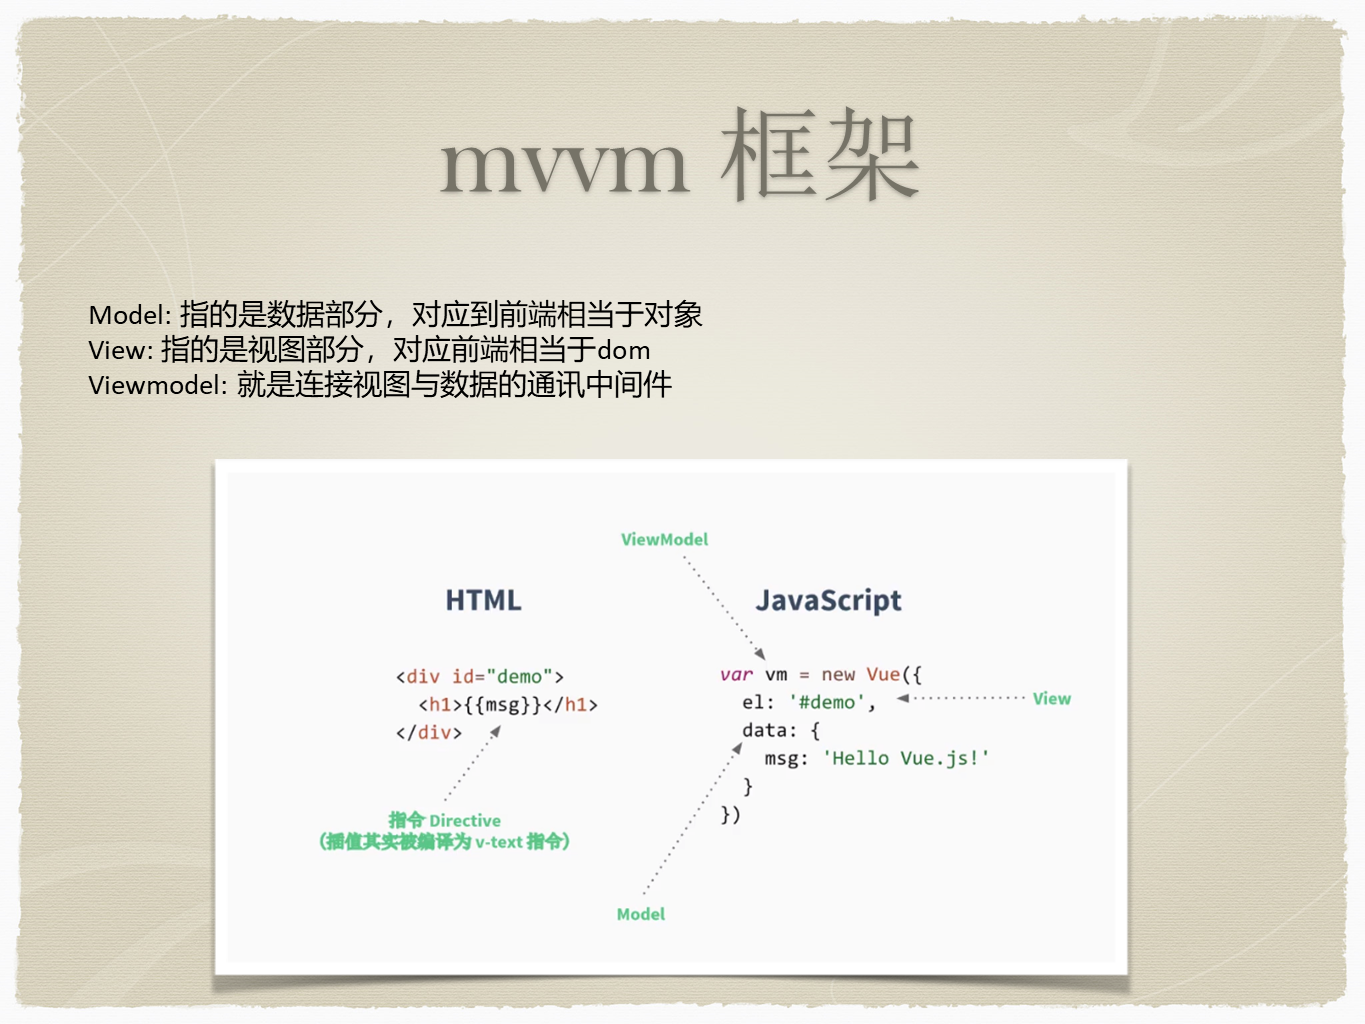 mvvm 框架
Model: 指的是数据部分，对应到前端相当于对象
View: 指的是视图部分，对应前端相当于dom
Viewmodel: 就是连接视图与数据的通讯中间件
ViewModel
HTML
JavaScript
<div id="demo">
<h1>{{msg}}</h1>
</div>
var vm = new Vue({
el: '#demo',
data: {
msg: 'Hello Vue.js!'
}
})
View
指令 Directive
（插值其实被编译为 v-text 指令）
Model